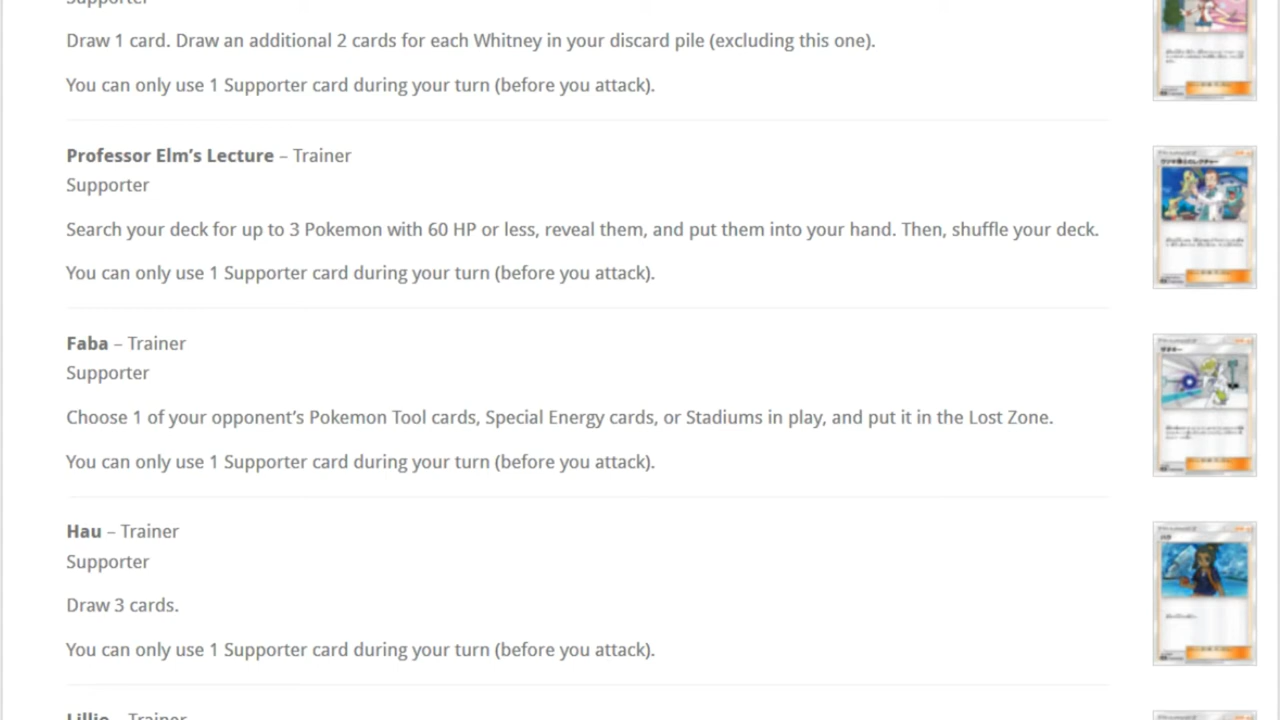 Supporter
Draw 1 card. Draw an additional 2 cards for each Whitney in your discard pile (excluding this one).
You can only use 1 Supporter card during your turn (before you attack).
Professor Elm’s Lecture – Trainer
Supporter
Search your deck for up to 3 Pokemon with 60 HP or less, reveal them, and put them into your hand. Then, shuffle your deck.
You can only use 1 Supporter card during your turn (before you attack).
Faba – Trainer
Supporter
Choose 1 of your opponent’s Pokemon Tool cards, Special Energy cards, or Stadiums in play, and put it in the Lost Zone.
You can only use 1 Supporter card during your turn (before you attack).
Hau – Trainer
Supporter
Draw 3 cards.
You can only use 1 Supporter card during your turn (before you attack).
Lillie – Trainer